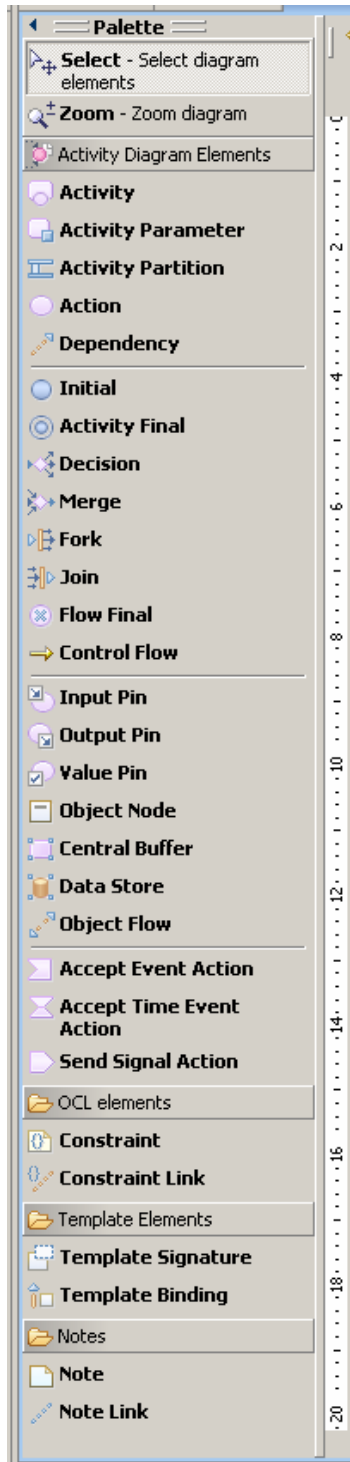 Palette
Select - Select diagram
elements
Zoom - Zoom diagram
Activity Diagram Elements
Activity
Activity Parameter
Activity Partition
Action
Dependency
Initial
Activity Final
Decision
Merge
Fork
Join
Flow Final
Control Flow
Input Pin
Output Pin
Value Pin
Object Node
Central Buffer
Data Store
Object Flow
Accept Event Action
Accept Time Event
Action
Send Signal Action
OCL elements
Constraint
Constraint Link
Template Elements
Template Signature
Template Binding
Notes
Note
Note Link
0
2
4
6
8
10
12
14
16
18
20